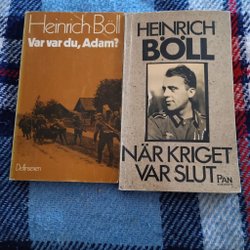 Heinrich Böll
Var var du, Adam?
Delfinserien
HEINRICH
BÖLL
NÄR KRIGET
VAR SLUT
PAN